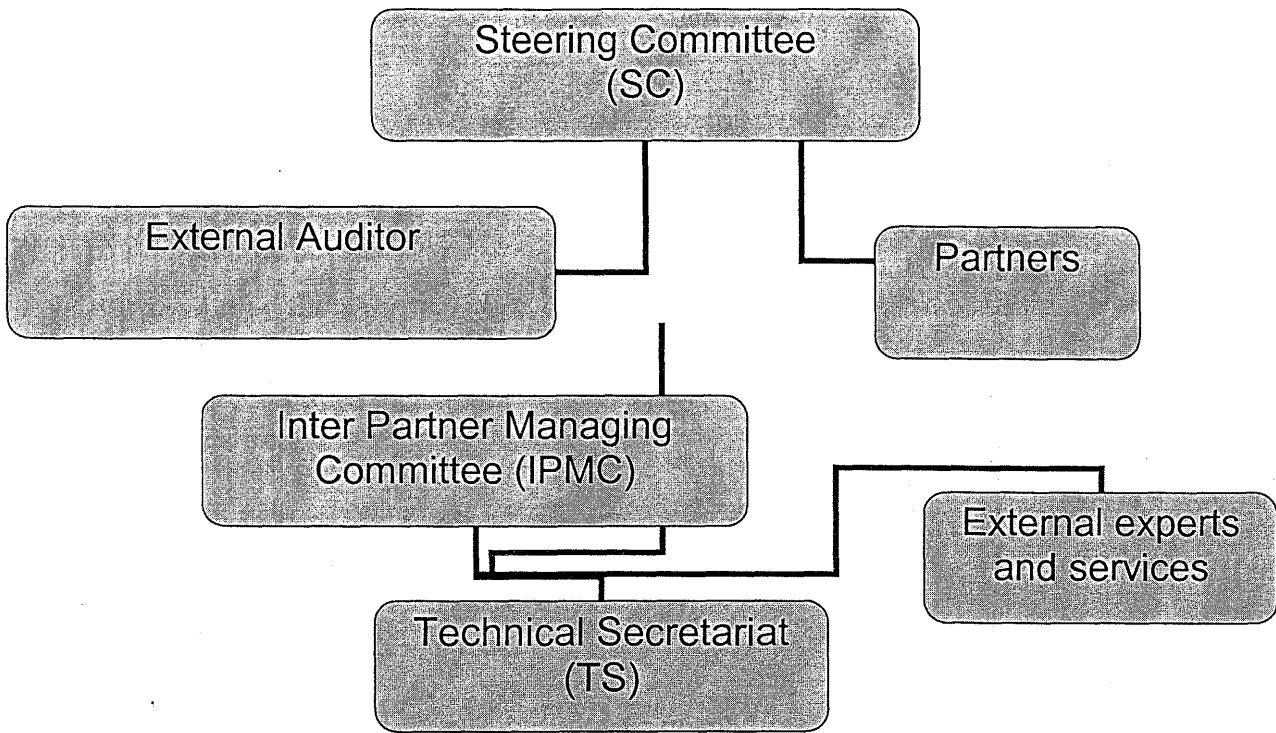 Steering Committee
(SC)
External Auditor
Partners
Inter Partner Managing
Committee (IPMC)
External experts
and services
Technical Secretariat
(TS)